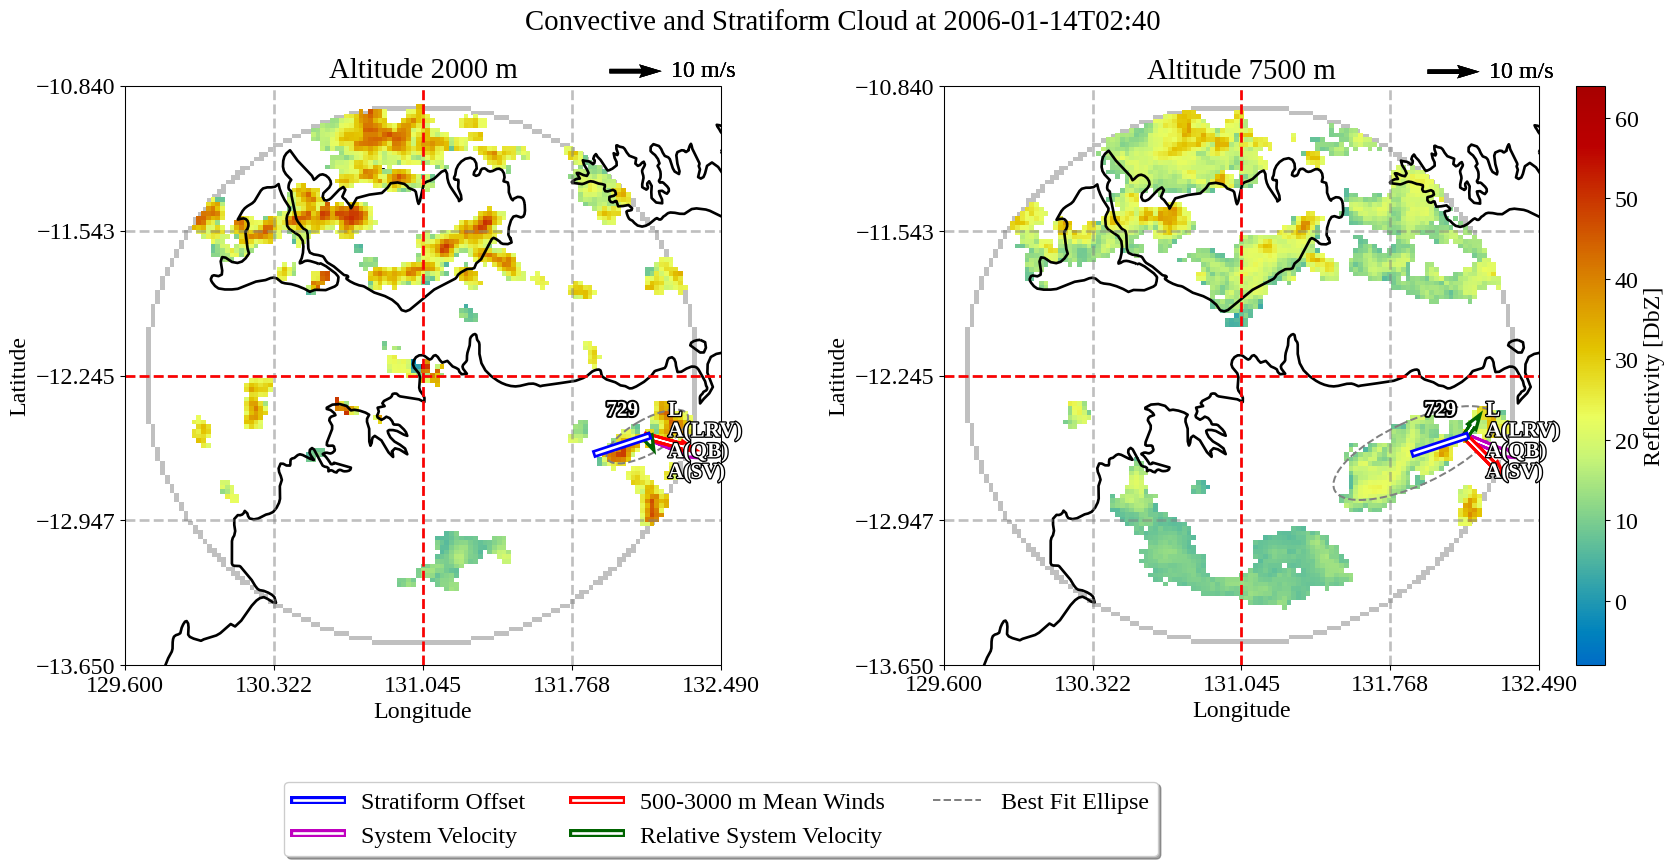 Convective and Stratiform Cloud at 2006-01-14T02:40
Altitude 2000 m
10 m/s
−10.840
−11.543
−12.245
−12.947
−13.650
Latitude
129.600
130.322
131.045
131.768
132.490
Longitude
729
L
A(LRV)
A(QB)
A(SV)
Altitude 7500 m
10 m/s
−10.840
−11.543
−12.245
−12.947
−13.650
Latitude
129.600
130.322
131.045
131.768
132.490
Longitude
729
L
A(LRV)
A(QB)
A(SV)
60
50
40
30
20
10
0
Reflectivity [DbZ]
Stratiform Offset
System Velocity
500-3000 m Mean Winds
Relative System Velocity
Best Fit Ellipse